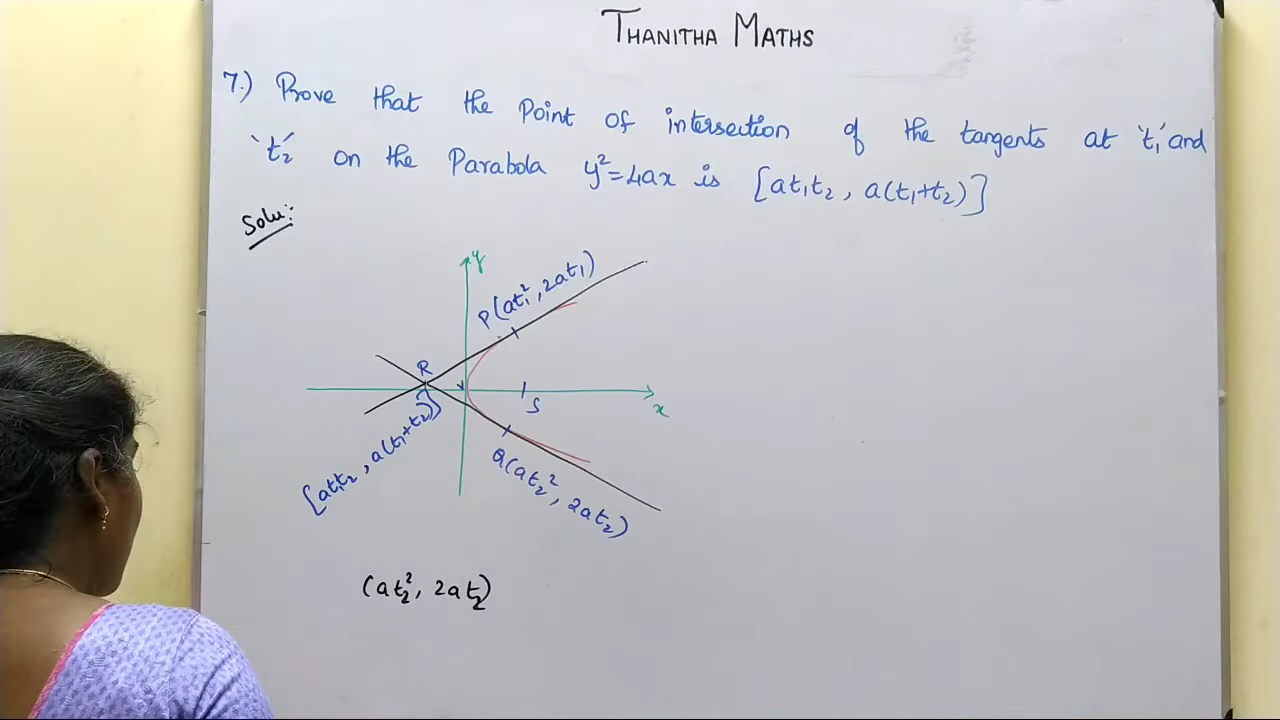 THANITHA MATHS
7.) Prove that the Point of intersection of the tangents at 't₁' and
't₂' on the Parabola y²=4ax is [at₁t₂, a(t₁+t₂)]
Solu:
y
P(at₁², 2at₁)
R
S
x
[at₁t₂, a(t₁+t₂)]
Q(at₂², 2at₂)
(at₂², 2at₂)